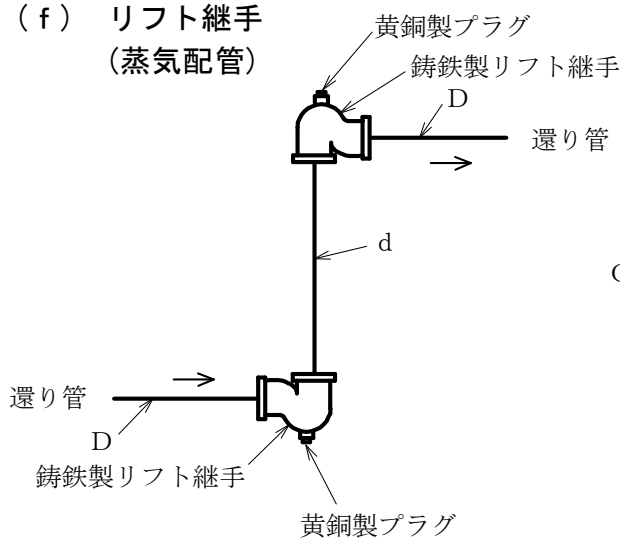 (f) リフト継手
(蒸気配管)
黄銅製プラグ
鋳鉄製リフト継手
D
還り管
d
還り管
D
鋳鉄製リフト継手
黄銅製プラグ